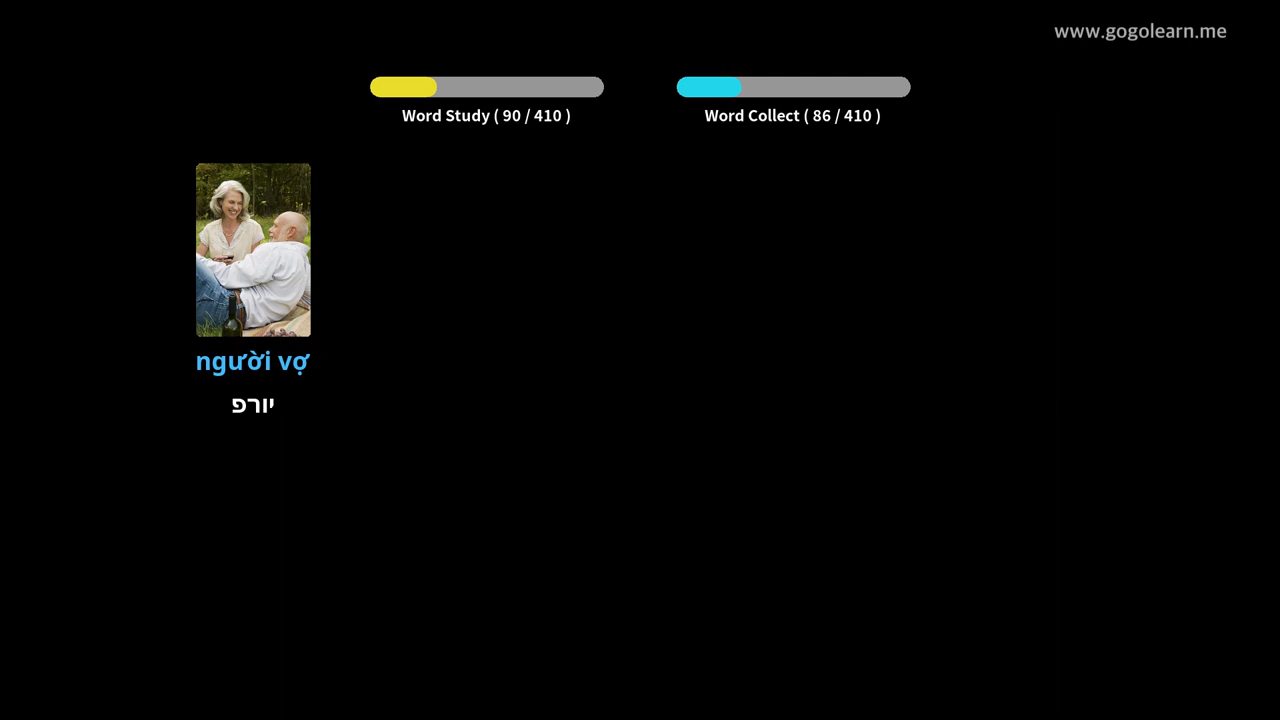 www.gogolearn.me
Word Study ( 90 / 410 )
Word Collect ( 86 / 410 )
người vợ
יורפ